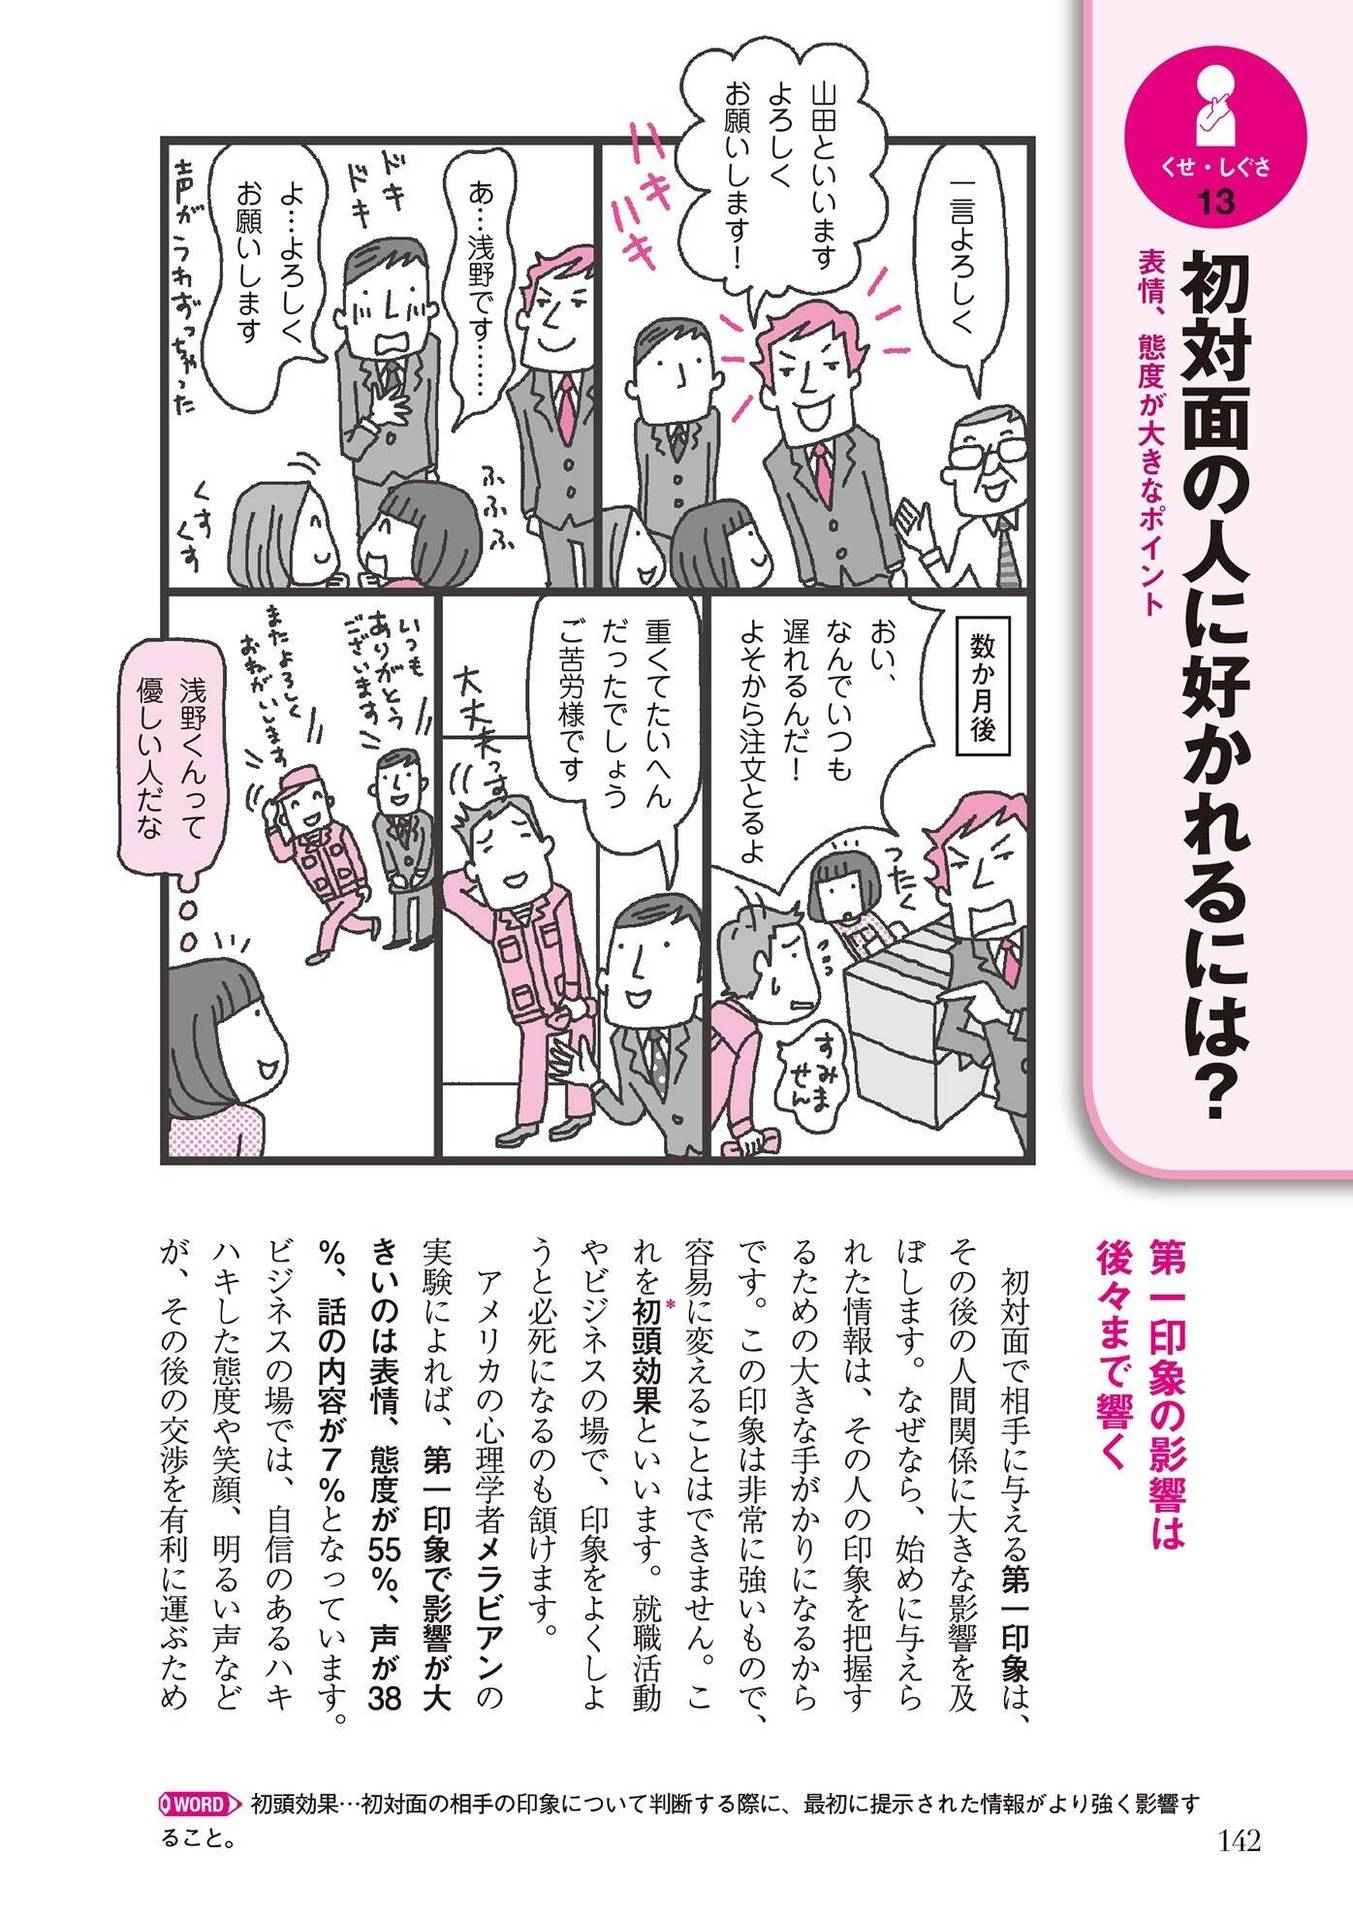 くせ・しぐさ
13
初対面の人に好かれるには？
表情、態度が大きなポイント
一言よろしく
山田といいます
よろしく
お願いします！
ハキ
ハキ
あ…浅野です……
ドキ
ドキ
よ…よろしく
お願いします
声がうわずっちゃった
ふふふ
くすくす
数か月後
おい、
なんでいつも
遅れるんだ！
よそから注文とるよ
ったく
すみま
せん
重くてたいへん
だったでしょう
ご苦労様です
大丈夫っす
いつも
ありがとう
ございます
またよろしく
おねがいします
浅野くんって
優しい人だな
第一印象の影響は
後々まで響く
初対面で相手に与える第一印象は、
その後の人間関係に大きな影響を及
ぼします。なぜなら、始めに与えら
れた情報は、その人の印象を把握す
るための大きな手がかりになるから
です。この印象は非常に強いもので、
容易に変えることはできません。こ
れを初頭効果*といいます。就職活動
やビジネスの場で、印象をよくしよ
うと必死になるのも頷けます。
アメリカの心理学者メラビアンの
実験によれば、第一印象で影響が大
きいのは表情、態度が55%、声が38
%、話の内容が7%となっています。
ビジネスの場では、自信のあるハキ
ハキした態度や笑顔、明るい声など
が、その後の交渉を有利に運ぶため
WORD 初頭効果…初対面の相手の印象について判断する際に、最初に提示された情報がより強く影響す
ること。
142